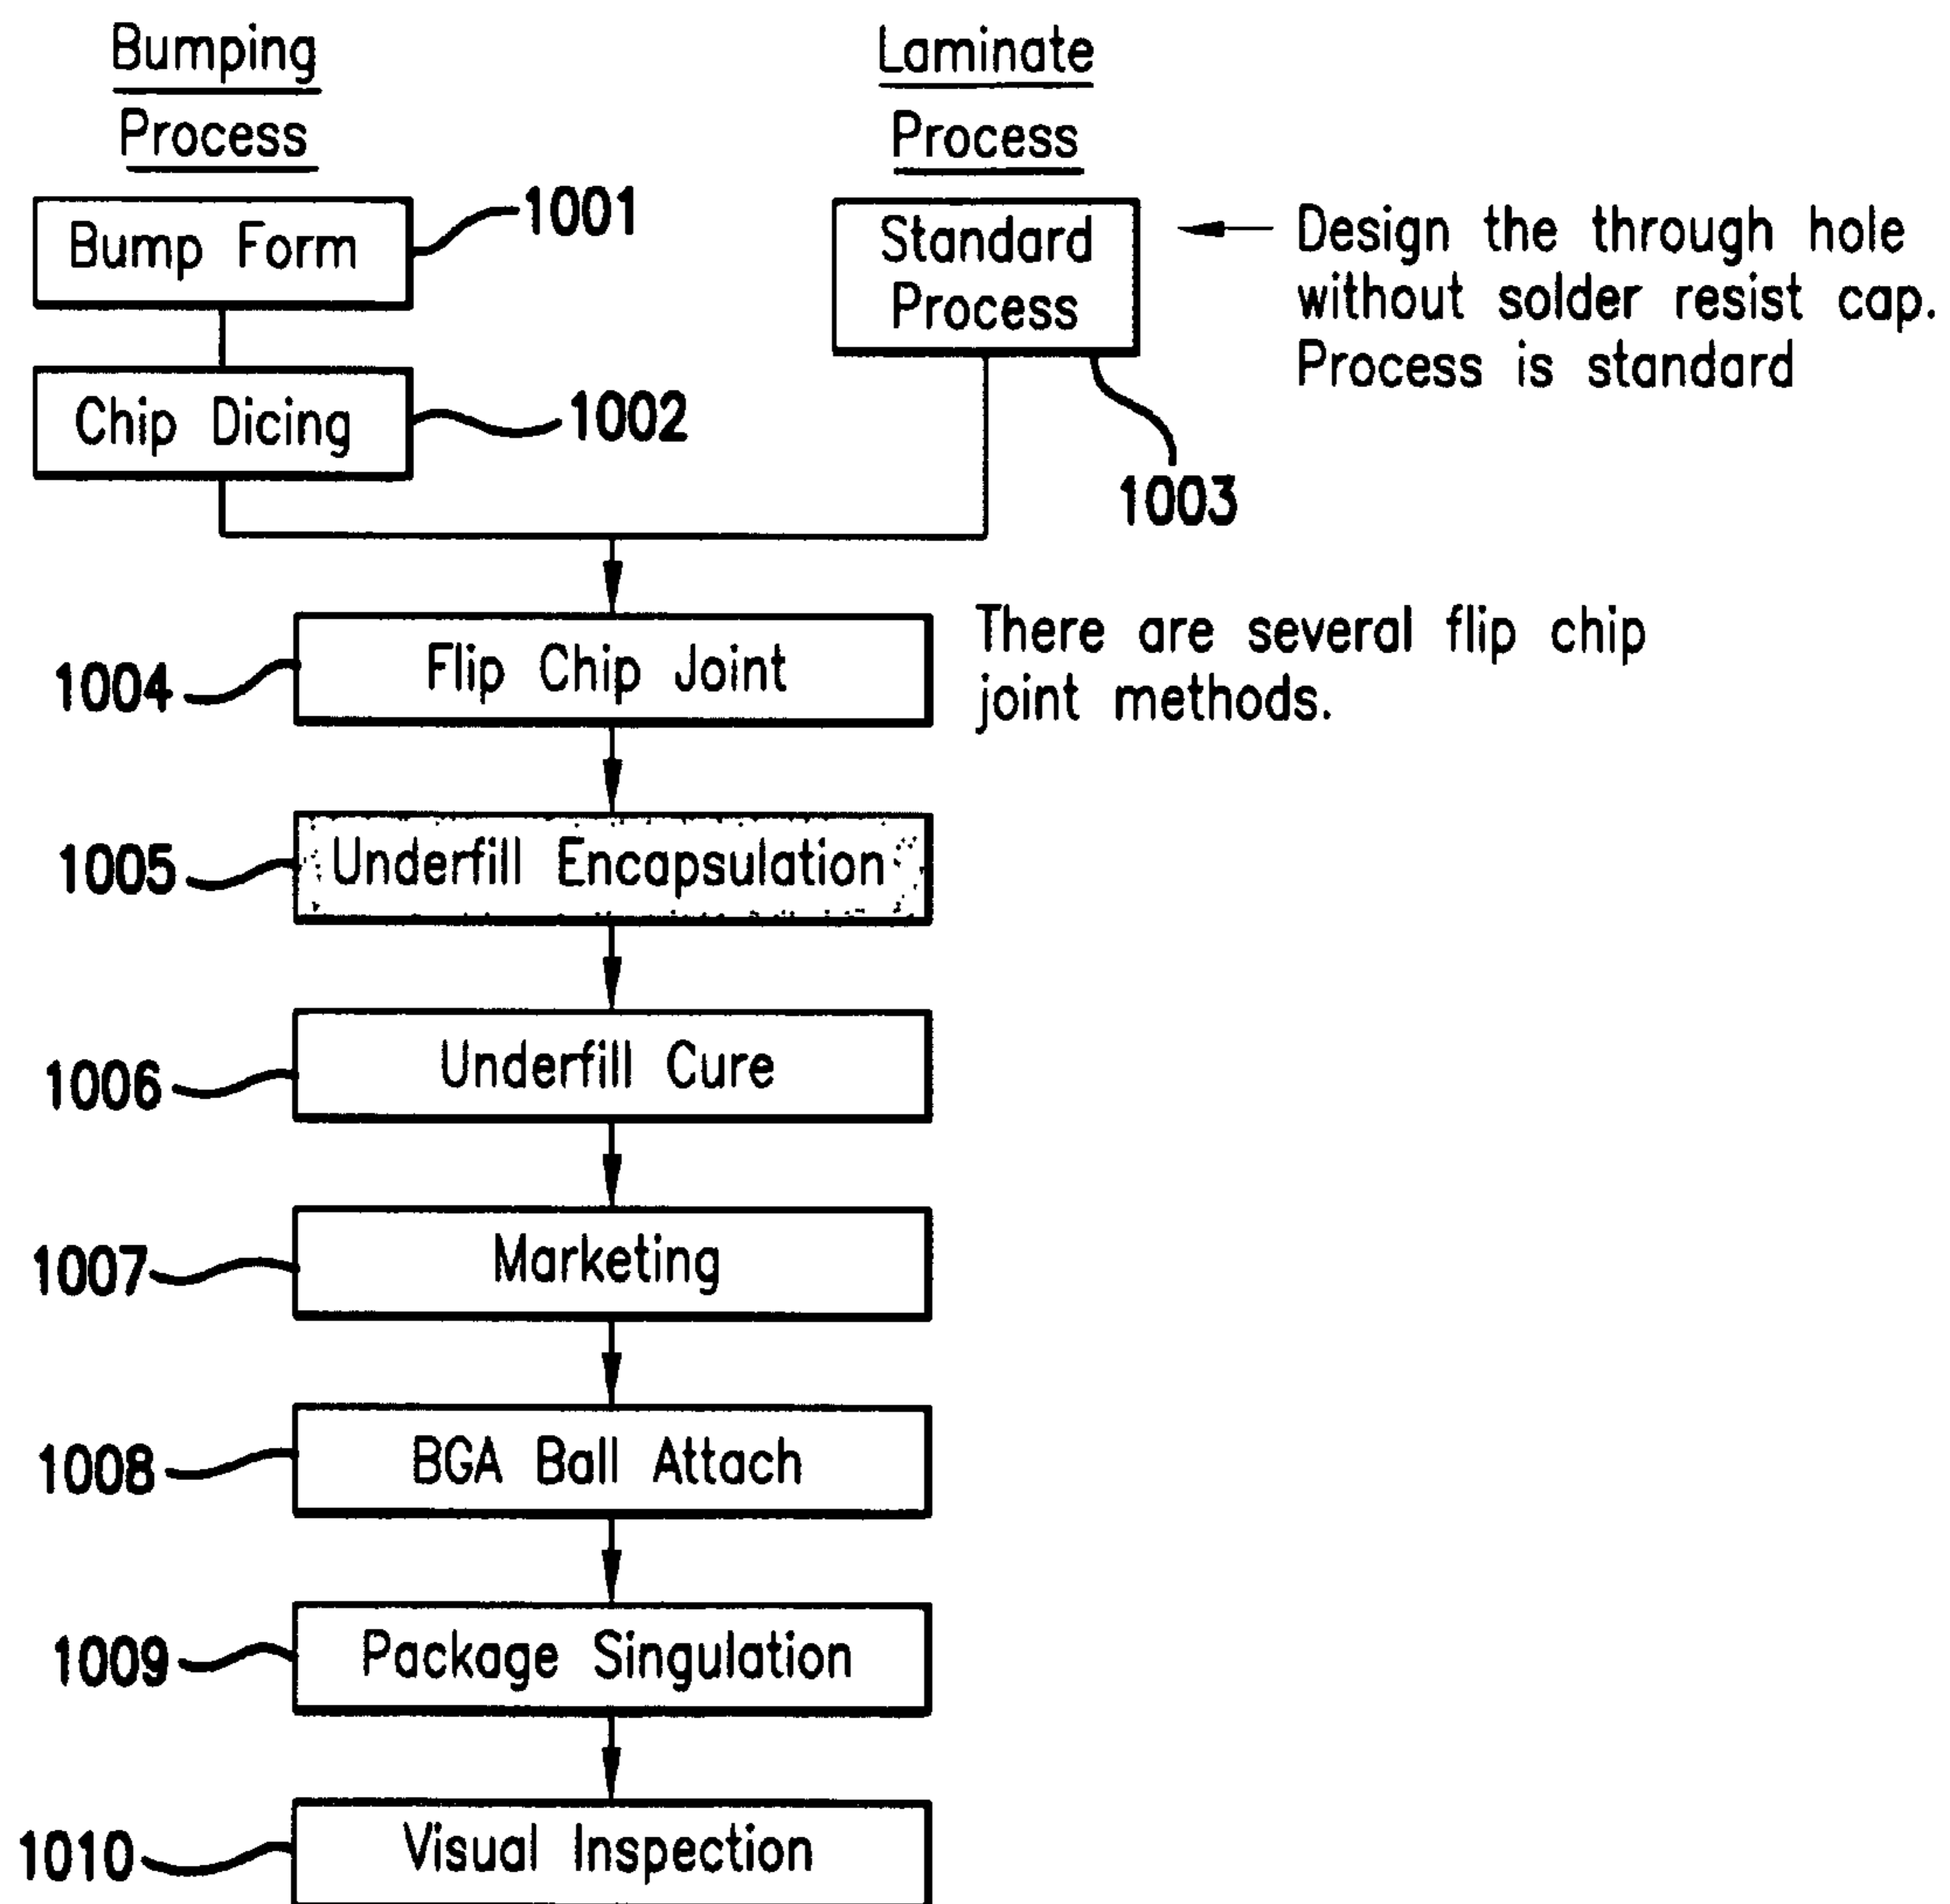 Bumping
Process
Bump Form
1001
Chip Dicing
1002
Laminate
Process
Standard
Process
1003
Design the through hole
without solder resist cap.
Process is standard
Flip Chip Joint
1004
There are several flip chip
joint methods.
Underfill Encapsulation
1005
Underfill Cure
1006
Marketing
1007
BGA Ball Attach
1008
Package Singulation
1009
Visual Inspection
1010